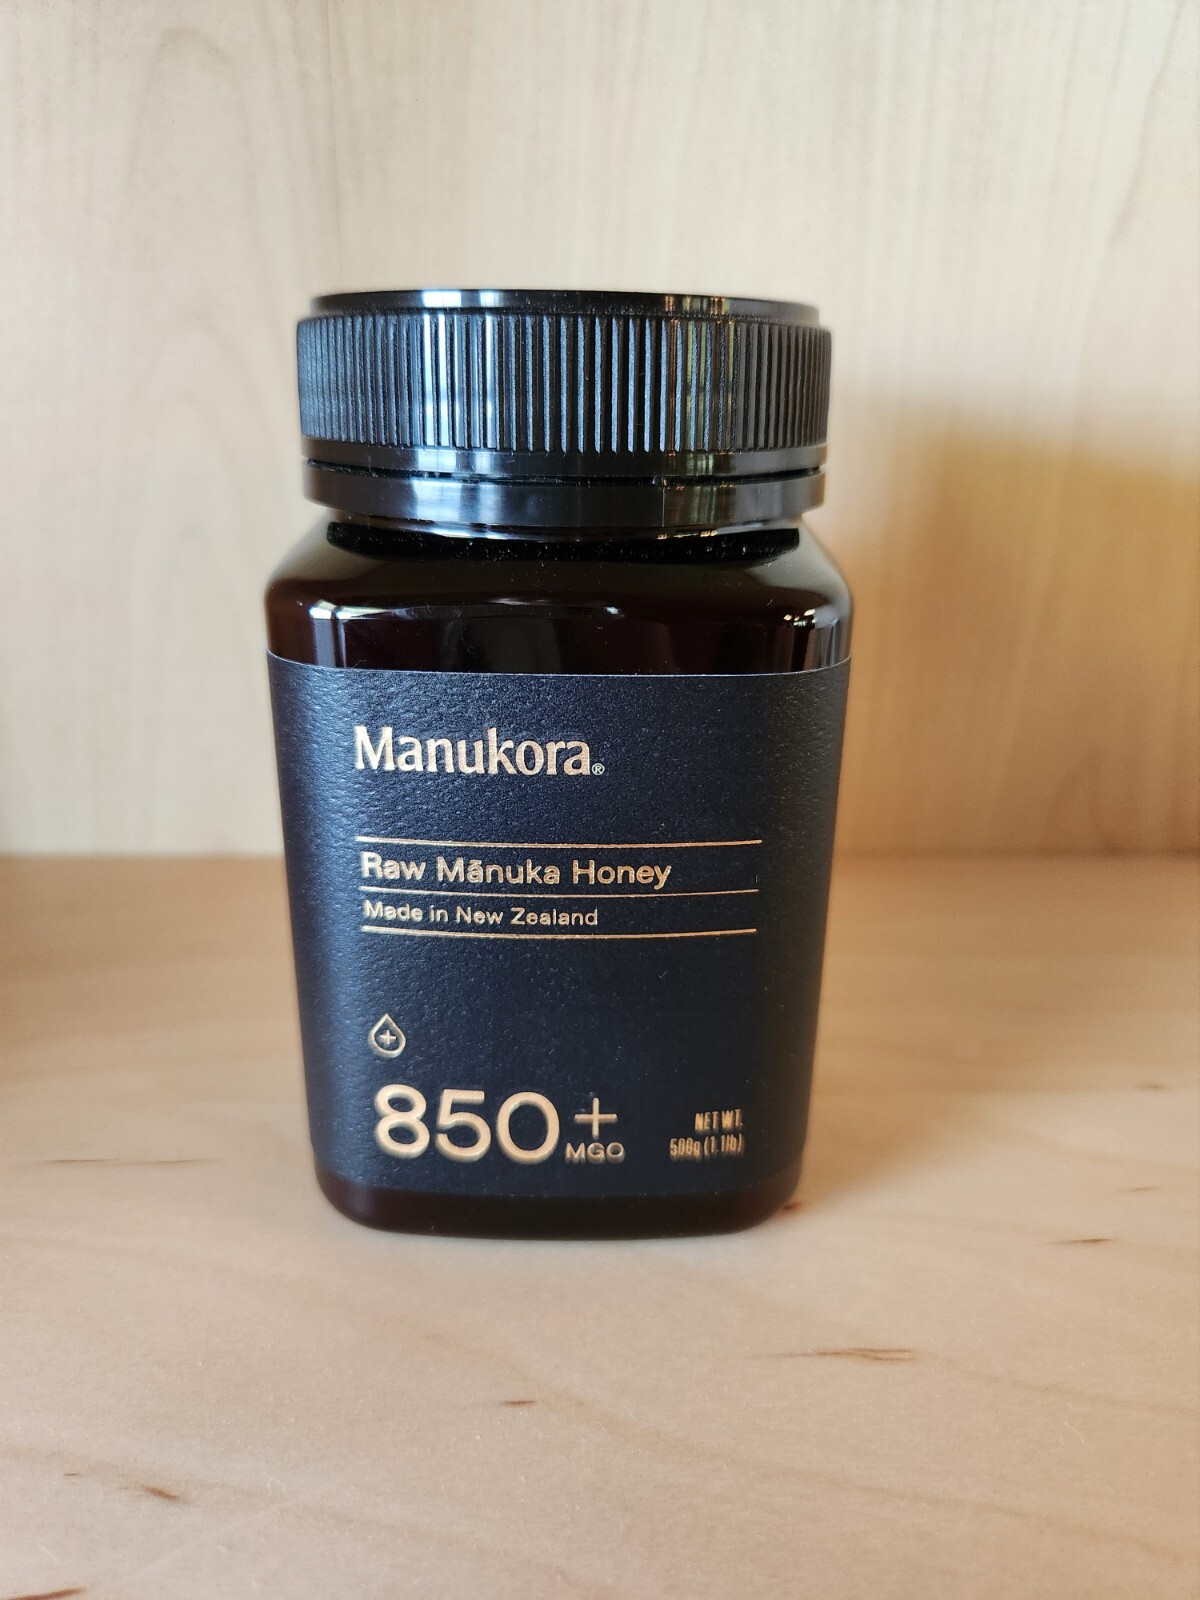 Manukora®
Raw Mānuka Honey
Made in New Zealand
850+
MGO
NET WT.
500g (1.1lb)